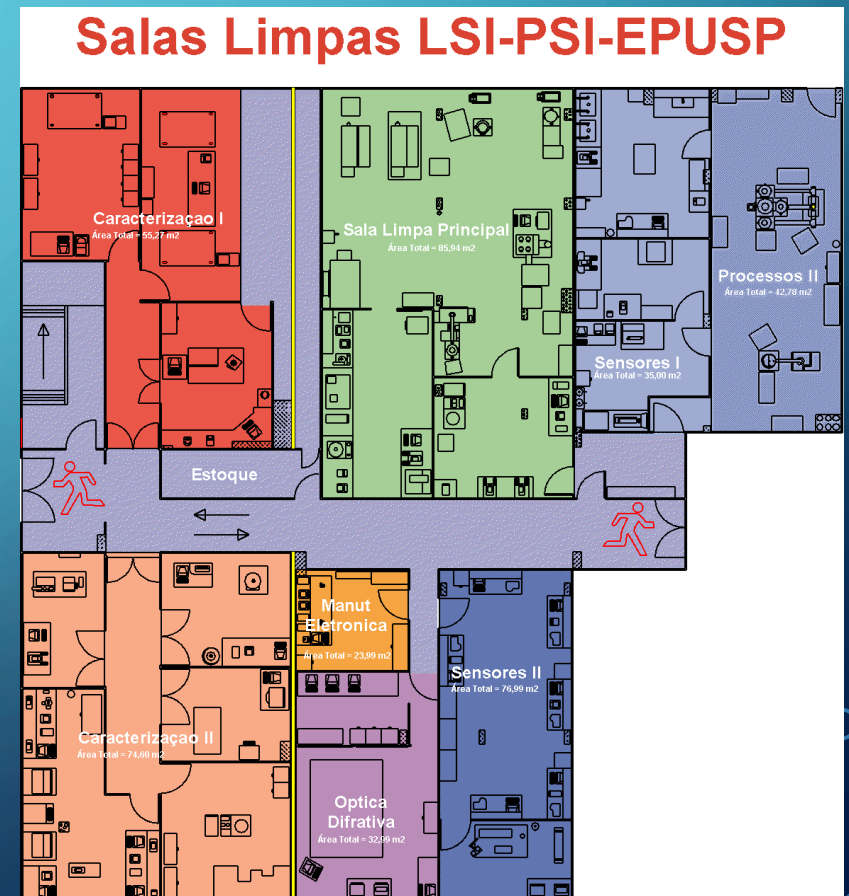 Salas Limpas LSI-PSI-EPUSP
Caracterizaçao I
Área Total = 55,27 m2
Sala Limpa Principal
Área Total = 85,94 m2
Processos II
Área Total = 42,78 m2
Sensores I
Área Total = 35,00 m2
Estoque
Manut
Eletronica
Área Total = 23,99 m2
Sensores II
Área Total = 76,99 m2
Caracterizaçao II
Área Total = 74,60 m2
Optica
Difrativa
Área Total = 32,99 m2